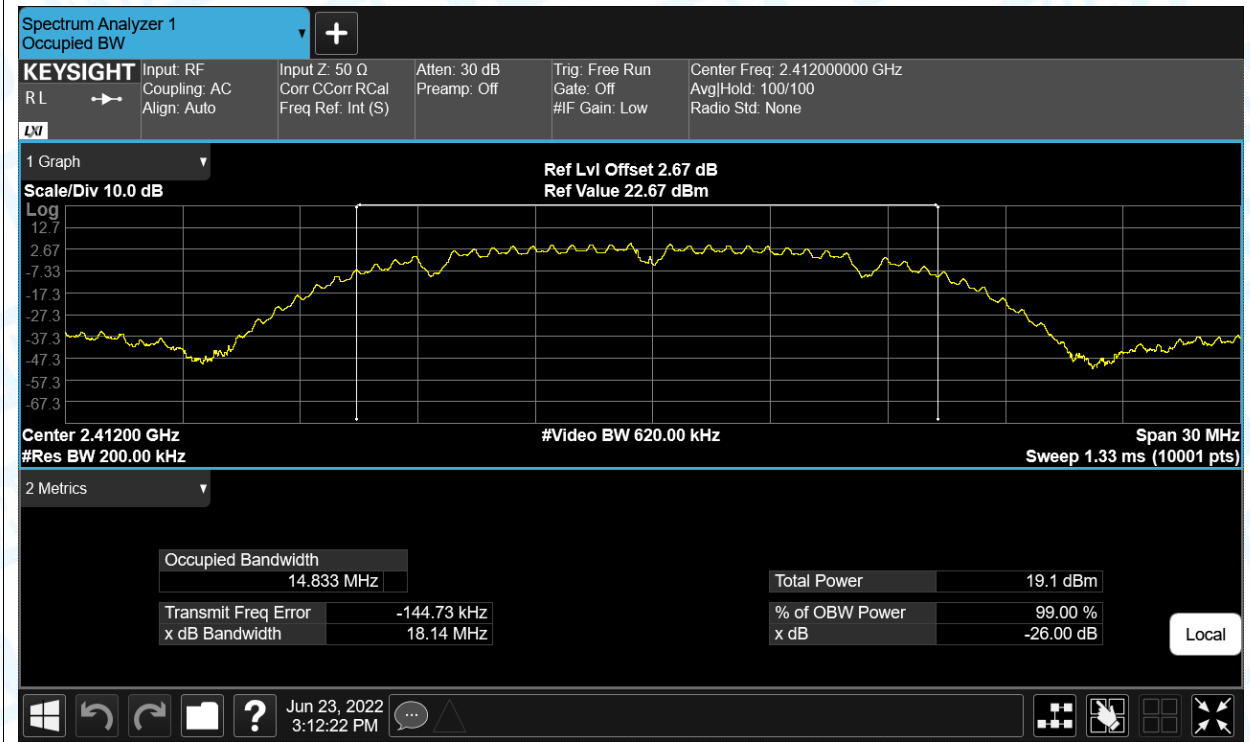 Spectrum Analyzer 1
Occupied BW
KEYSIGHT
R L
LXI
Input: RF
Coupling: AC
Align: Auto
Input Z: 50 Ω
Corr CCorr RCal
Freq Ref: Int (S)
Atten: 30 dB
Preamp: Off
Trig: Free Run
Gate: Off
#IF Gain: Low
Center Freq: 2.412000000 GHz
Avg|Hold: 100/100
Radio Std: None
1 Graph
Ref Lvl Offset 2.67 dB
Scale/Div 10.0 dB
Ref Value 22.67 dBm
Log
12.7
2.67
-7.33
-17.3
-27.3
-37.3
-47.3
-57.3
-67.3
Center 2.41200 GHz
#Video BW 620.00 kHz
Span 30 MHz
#Res BW 200.00 kHz
Sweep 1.33 ms (10001 pts)
2 Metrics
Occupied Bandwidth
14.833 MHz
Total Power 19.1 dBm
Transmit Freq Error -144.73 kHz
% of OBW Power 99.00 %
x dB Bandwidth 18.14 MHz
x dB -26.00 dB
Local
?
Jun 23, 2022
3:12:22 PM